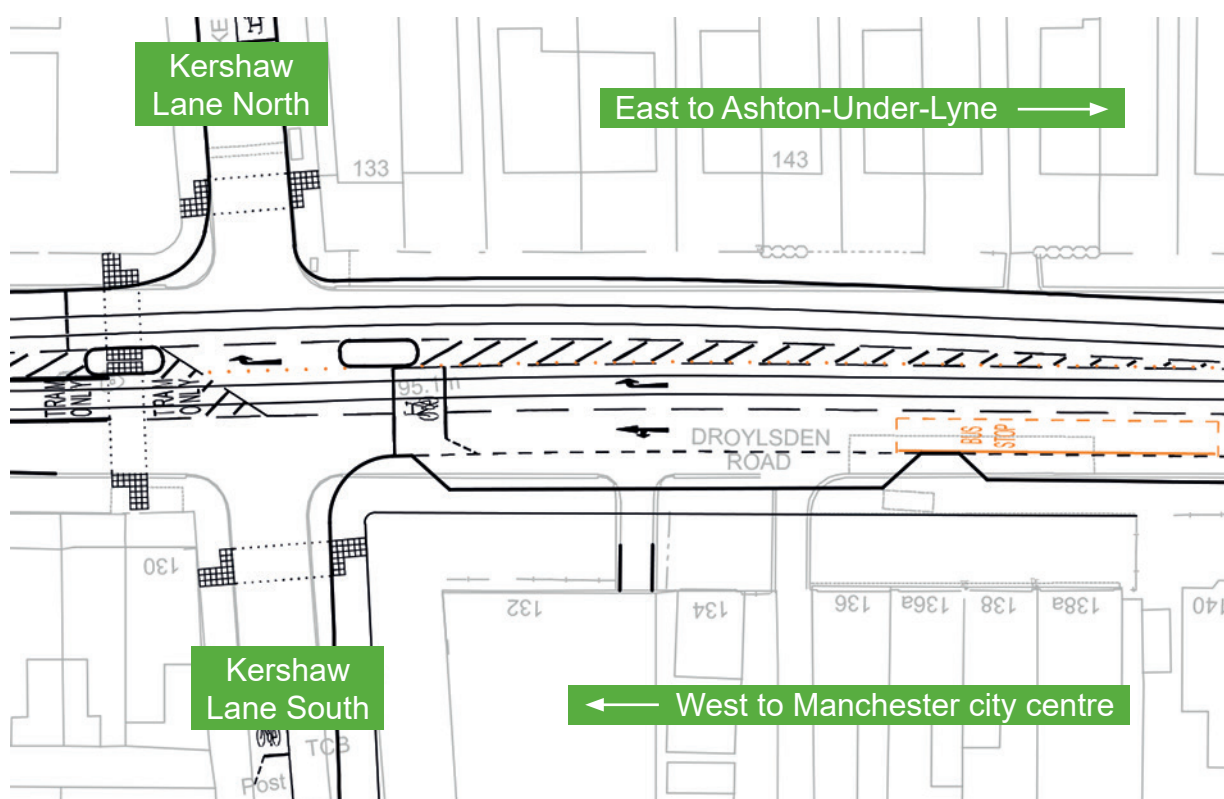 Kershaw
Lane North
East to Ashton-Under-Lyne
133
143
TRAM
ONLY
TRAM
ONLY
95.1m
BUS
STOP
DROYLSDEN
ROAD
130
132
134
136
136a
138
138a
140
Kershaw
Lane South
West to Manchester city centre
TCB
Post